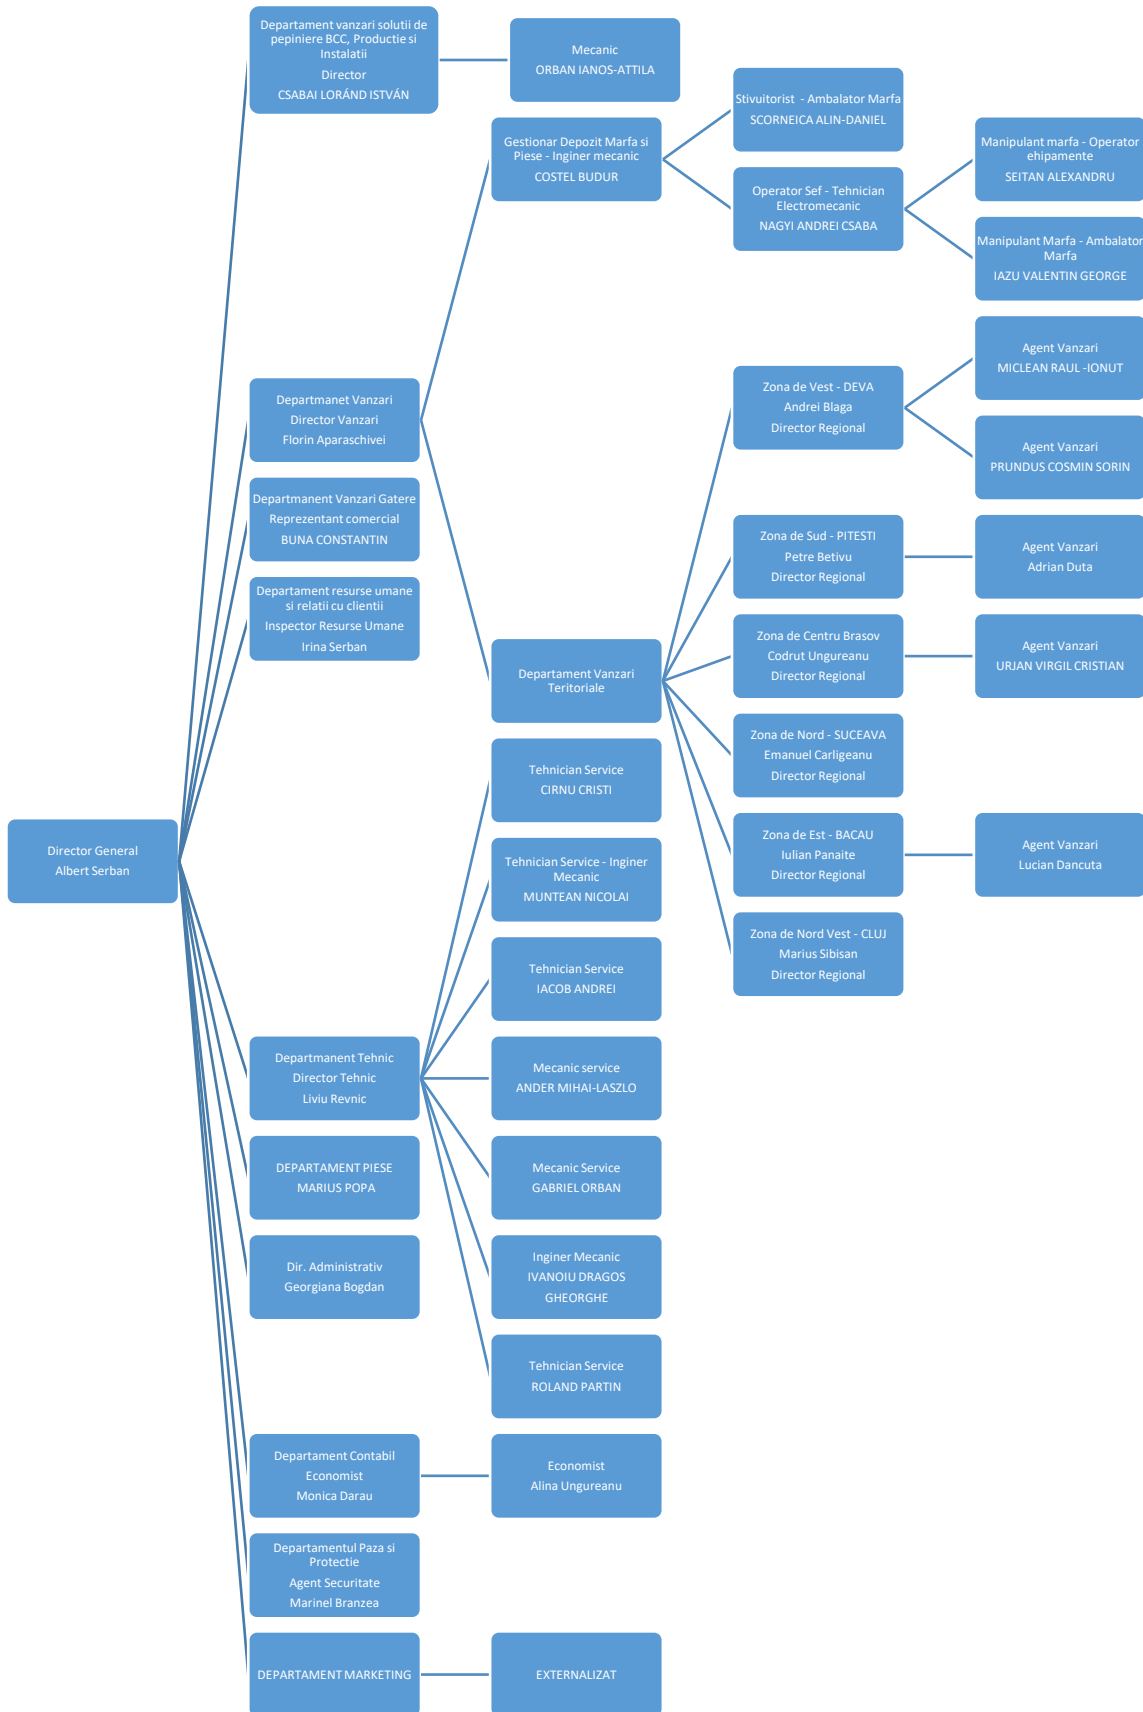 Departament vanzari solutii de
pepiniere BCC, Productie si
Instalatii
Director
CSABAI LORÁND ISTVÁN
Mecanic
ORBAN IANOS-ATTILA
Gestionar Depozit Marfa si
Piese - Inginer mecanic
COSTEL BUDUR
Stivuitorist - Ambalator Marfa
SCORNEICA ALIN-DANIEL
Operator Sef - Tehnician
Electromecanic
NAGYI ANDREI CSABA
Manipulant marfa - Operator
ehipamente
SEITAN ALEXANDRU
Manipulant Marfa - Ambalator
Marfa
IAZU VALENTIN GEORGE
Departmanet Vanzari
Director Vanzari
Florin Aparaschivei
Departmanent Vanzari Gatere
Reprezentant comercial
BUNA CONSTANTIN
Departament resurse umane
si relatii cu clientii
Inspector Resurse Umane
Irina Serban
Departament Vanzari
Teritoriale
Zona de Vest - DEVA
Andrei Blaga
Director Regional
Agent Vanzari
MICLEAN RAUL -IONUT
Agent Vanzari
PRUNDUS COSMIN SORIN
Zona de Sud - PITESTI
Petre Betivu
Director Regional
Agent Vanzari
Adrian Duta
Zona de Centru Brasov
Codrut Ungureanu
Director Regional
Agent Vanzari
URJAN VIRGIL CRISTIAN
Zona de Nord - SUCEAVA
Emanuel Carligeanu
Director Regional
Zona de Est - BACAU
Iulian Panaite
Director Regional
Agent Vanzari
Lucian Dancuta
Zona de Nord Vest - CLUJ
Marius Sibisan
Director Regional
Director General
Albert Serban
Tehnician Service
CIRNU CRISTI
Tehnician Service - Inginer
Mecanic
MUNTEAN NICOLAI
Tehnician Service
IACOB ANDREI
Departmanent Tehnic
Director Tehnic
Liviu Revnic
Mecanic service
ANDER MIHAI-LASZLO
Mecanic Service
GABRIEL ORBAN
Inginer Mecanic
IVANOIU DRAGOS
GHEORGHE
Tehnician Service
ROLAND PARTIN
DEPARTAMENT PIESE
MARIUS POPA
Dir. Administrativ
Georgiana Bogdan
Departament Contabil
Economist
Monica Darau
Economist
Alina Ungureanu
Departamentul Paza si
Protectie
Agent Securitate
Marinel Branzea
DEPARTAMENT MARKETING
EXTERNALIZAT